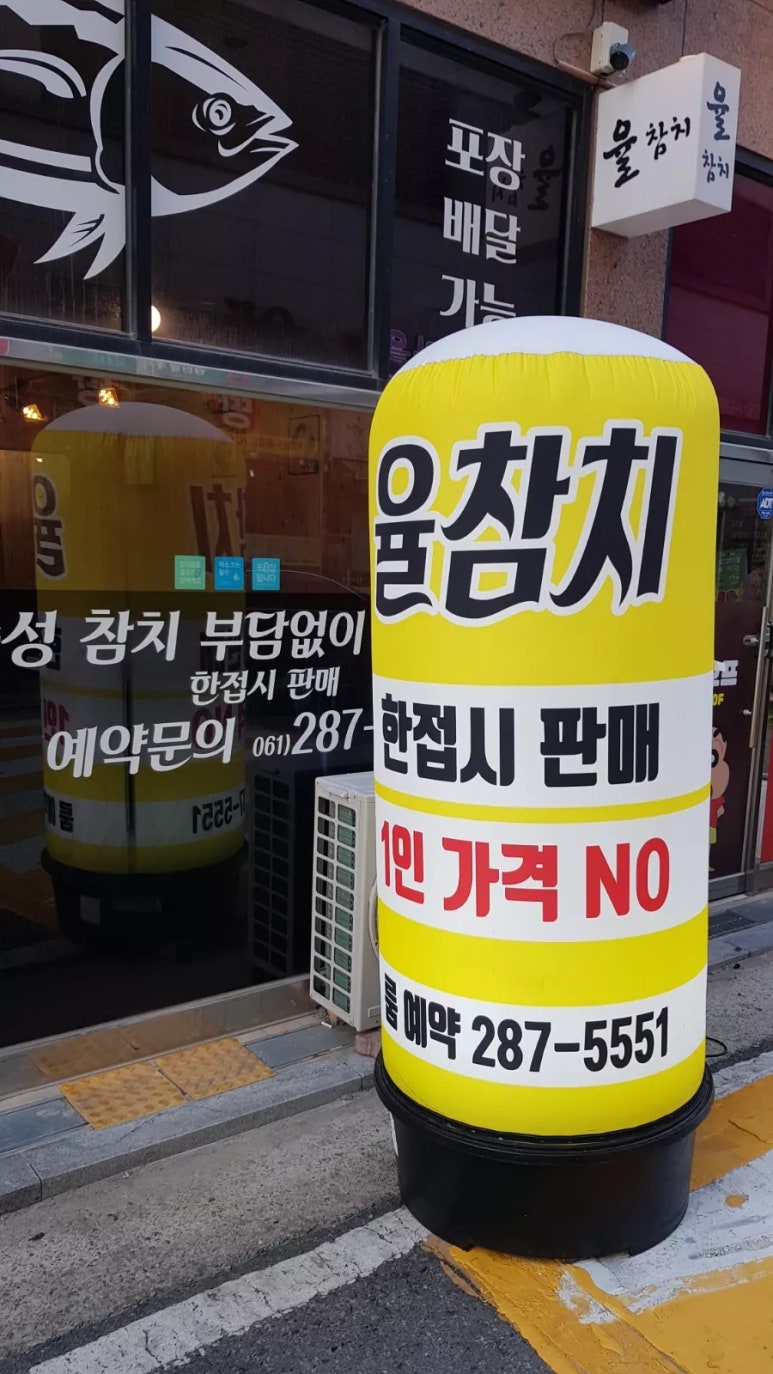 포장
배달
가능
율참치
율참치
율참치
한접시 판매
1인 가격 NO
룸 예약 287-5551
성 참치 부담없이
한접시 판매
예약문의 061)287-
ADT